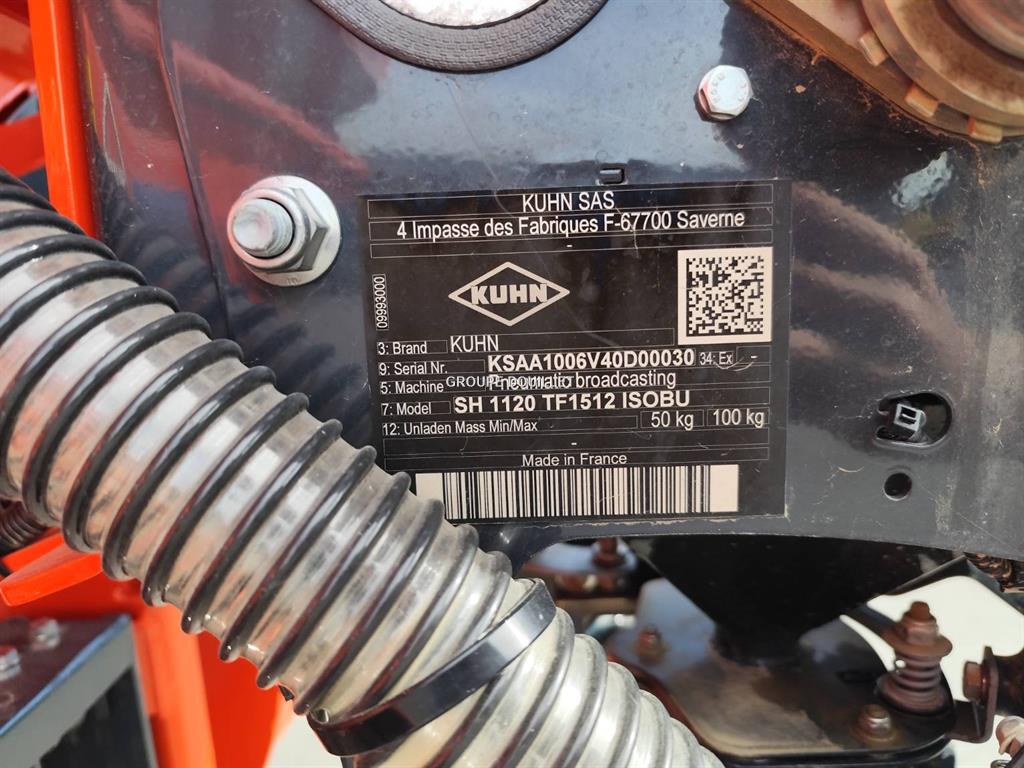 KUHN SAS
4 Impasse des Fabriques F-67700 Saverne
-
09993000
KUHN
3: Brand KUHN
9: Serial Nr. KSAA1006V40D00030 34: Ex -
5: Machine Pneumatic broadcasting
GROUPE DOUILLET
7: Model SH 1120 TF1512 ISOBU
12: Unladen Mass Min/Max 50 kg 100 kg
-
Made in France